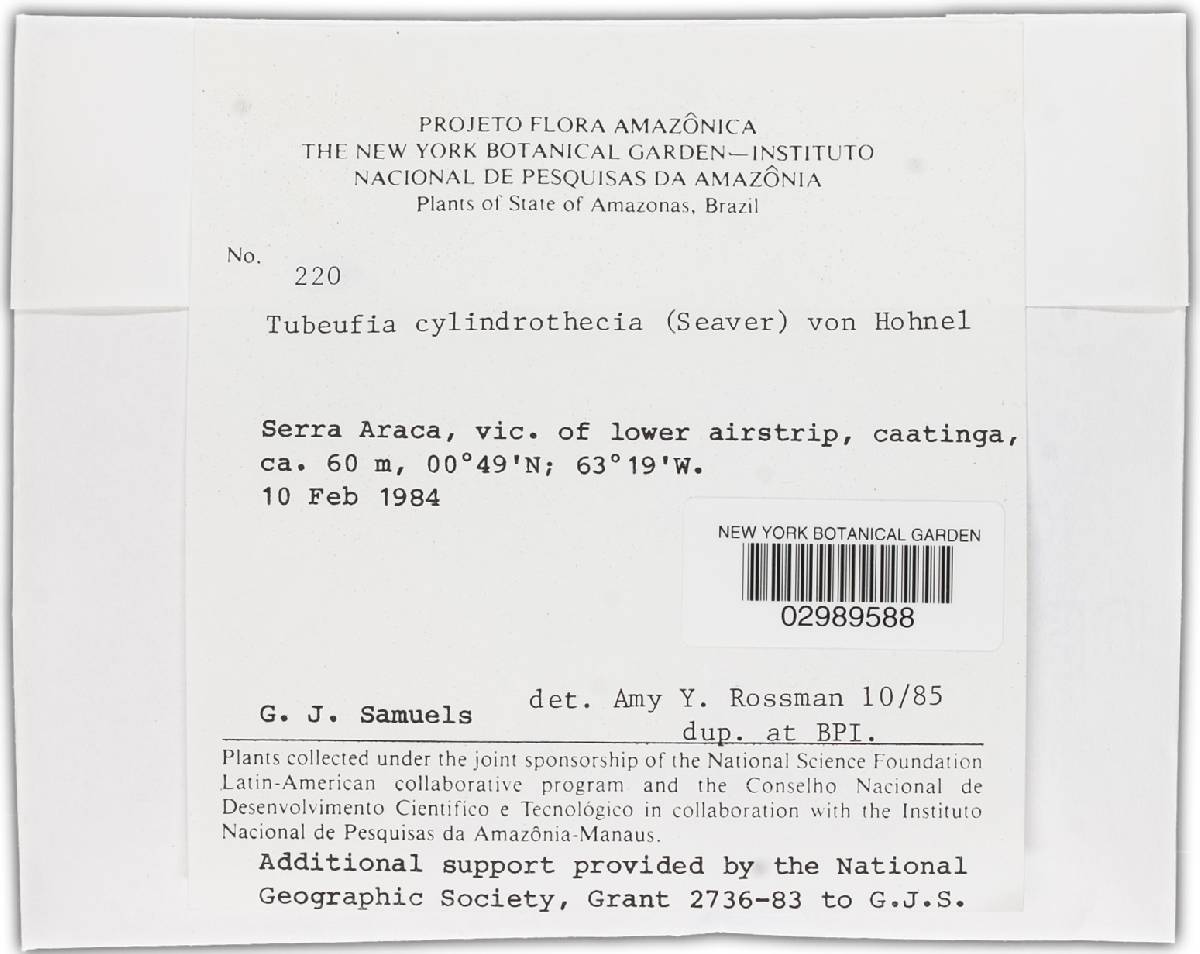 PROJETO FLORA AMAZÔNICA
THE NEW YORK BOTANICAL GARDEN—INSTITUTO
NACIONAL DE PESQUISAS DA AMAZÔNIA
Plants of State of Amazonas, Brazil
No.
220
Tubeufia cylindrothecia (Seaver) von Hohnel
Serra Araca, vic. of lower airstrip, caatinga,
ca. 60 m, 00°49'N; 63°19'W.
10 Feb 1984
NEW YORK BOTANICAL GARDEN
02989588
G. J. Samuels det. Amy Y. Rossman 10/85
dup. at BPI.
Plants collected under the joint sponsorship of the National Science Foundation
Latin-American collaborative program and the Conselho Nacional de
Desenvolvimento Cientifico e Tecnológico in collaboration with the Instituto
Nacional de Pesquisas da Amazônia-Manaus.
Additional support provided by the National
Geographic Society, Grant 2736-83 to G.J.S.